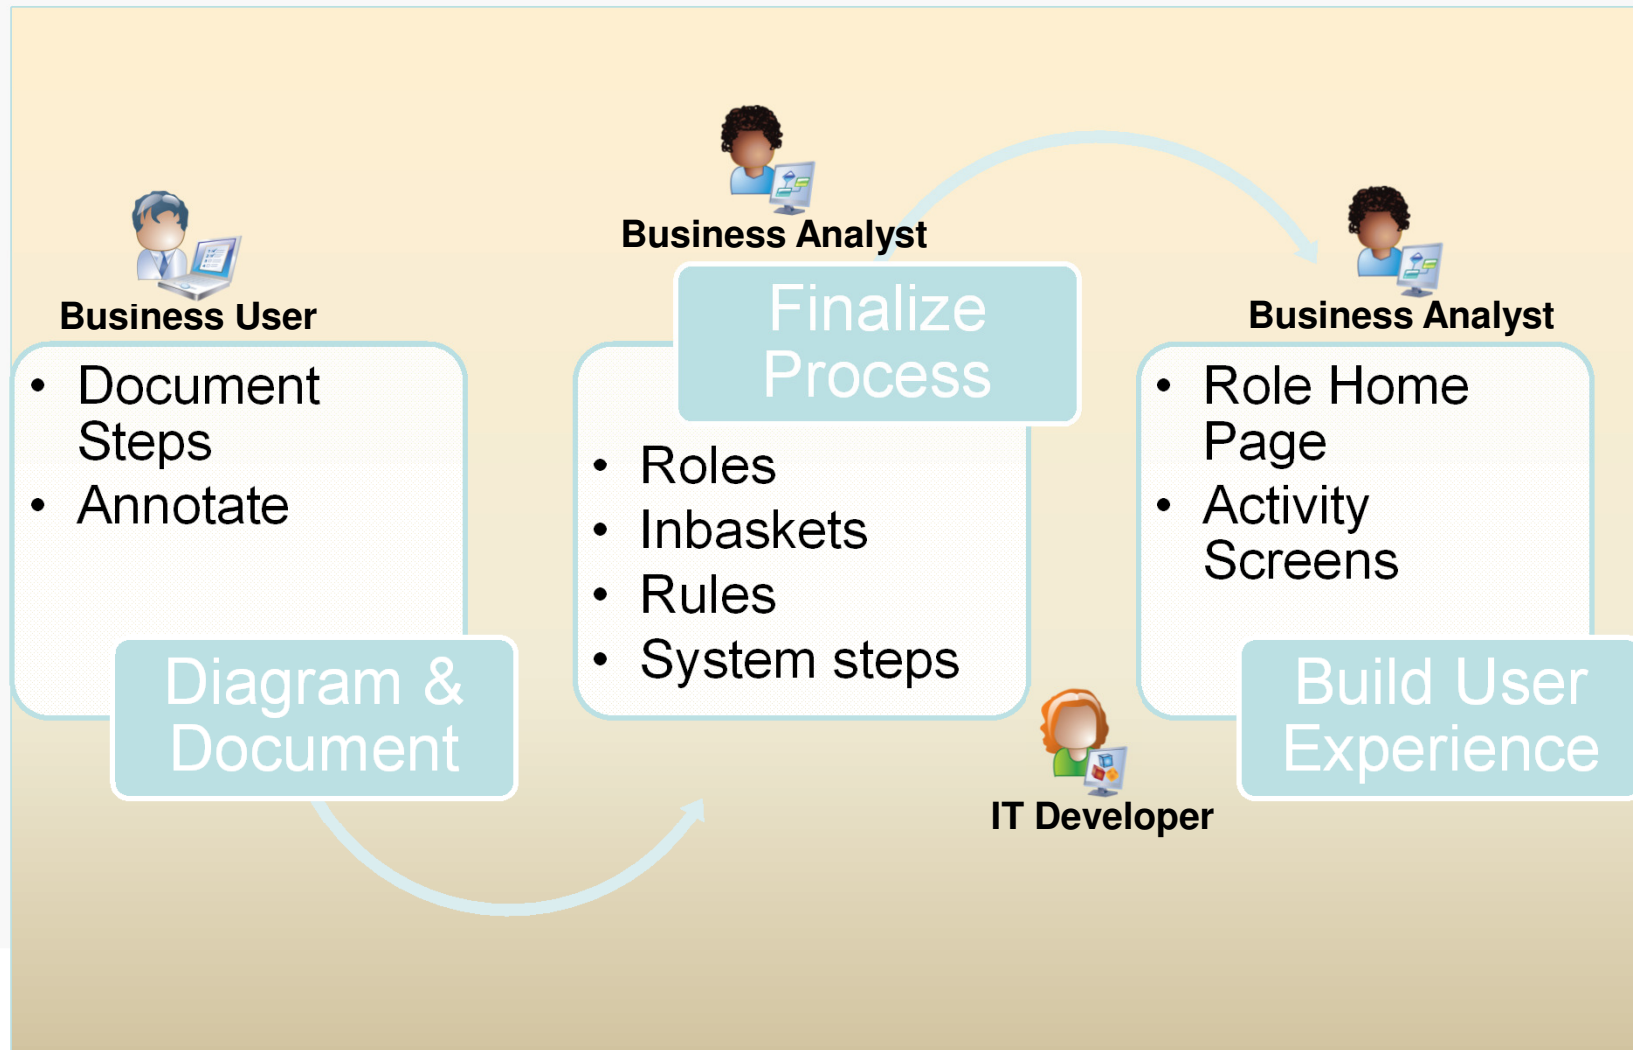 Business User
• Document
Steps
• Annotate
Diagram &
Document
Business Analyst
Finalize
Process
• Roles
• Inbaskets
• Rules
• System steps
IT Developer
Business Analyst
• Role Home
Page
• Activity
Screens
Build User
Experience